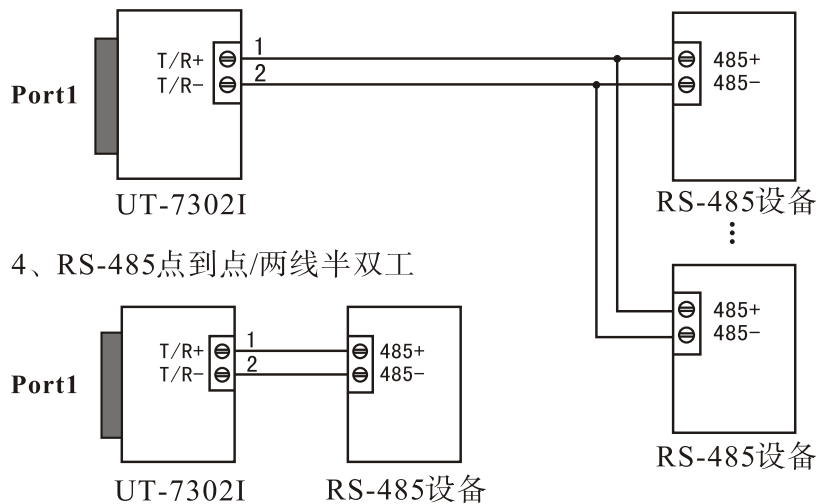 1
T/R+
485+
2
T/R-
485-
Port1
UT-7302I
RS-485设备
⋮
4、RS-485点到点/两线半双工
485+
485-
RS-485设备
1
T/R+
485+
2
T/R-
485-
Port1
UT-7302I
RS-485设备